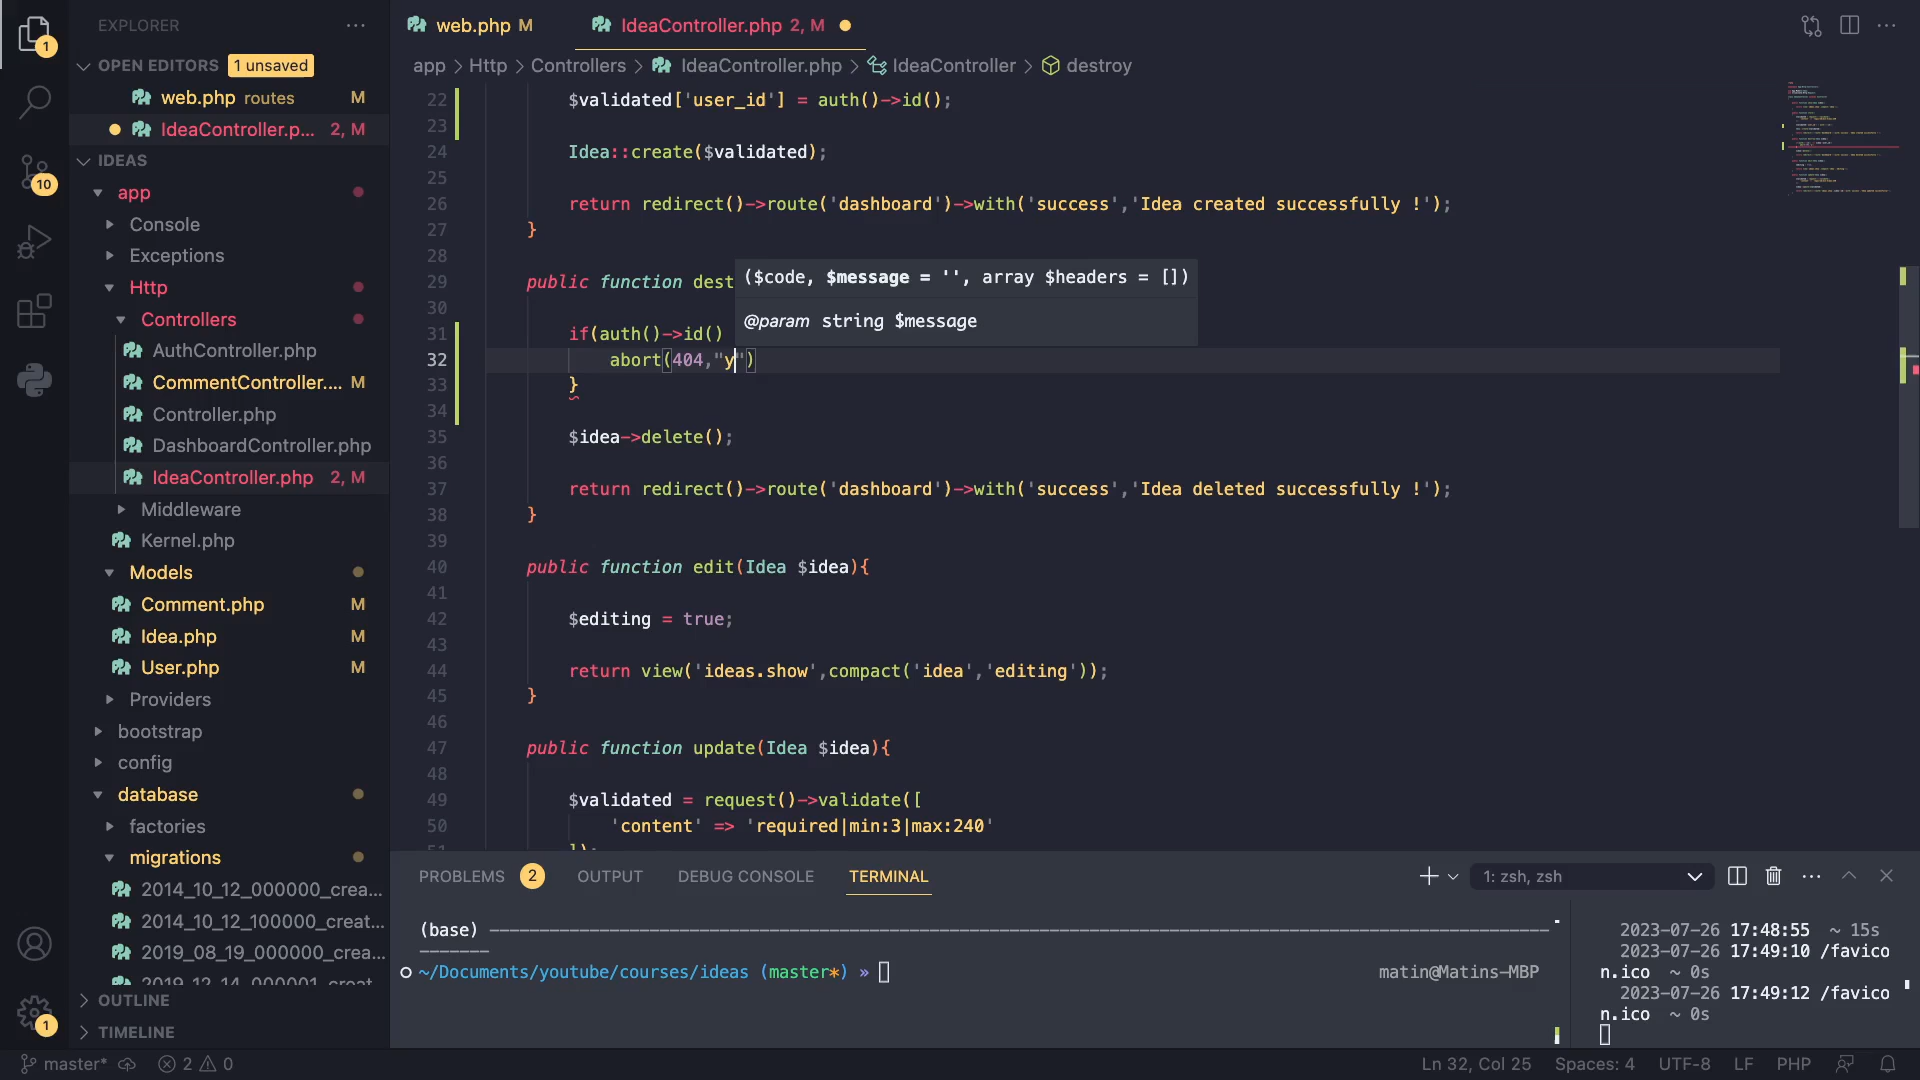 EXPLORER
OPEN EDITORS 1 unsaved
web.php routes M
IdeaController.p... 2, M
IDEAS
app
Console
Exceptions
Http
Controllers
AuthController.php
CommentController.... M
Controller.php
DashboardController.php
IdeaController.php 2, M
Middleware
Kernel.php
Models
Comment.php M
Idea.php M
User.php M
Providers
bootstrap
config
database
factories
migrations
2014_10_12_000000_crea...
2014_10_12_100000_creat...
2019_08_19_000000_crea...
2019_12_14_000001_creat...
OUTLINE
TIMELINE
1
10
1
web.php M
IdeaController.php 2, M
app > Http > Controllers > IdeaController.php > IdeaController > destroy
22 $validated['user_id'] = auth()->id();
23
24 Idea::create($validated);
25
26 return redirect()->route('dashboard')->with('success','Idea created successfully !');
27 }
28
29 public function dest
($code, $message = '', array $headers = [])
30
@param string $message
31 if(auth()->id()
32 abort(404,"y")
33 }
34
35 $idea->delete();
36
37 return redirect()->route('dashboard')->with('success','Idea deleted successfully !');
38 }
39
40 public function edit(Idea $idea){
41
42 $editing = true;
43
44 return view('ideas.show',compact('idea','editing'));
45 }
46
47 public function update(Idea $idea){
48
49 $validated = request()->validate([
50 'content' => 'required|min:3|max:240'
51 ]);
PROBLEMS 2 OUTPUT DEBUG CONSOLE TERMINAL
1: zsh, zsh
(base)
~/Documents/youtube/courses/ideas (master*) » matin@Matins-MBP
2023-07-26 17:48:55 ~ 15s
2023-07-26 17:49:10 /favico
n.ico ~ 0s
2023-07-26 17:49:12 /favico
n.ico ~ 0s
master* 2 0
Ln 32, Col 25 Spaces: 4 UTF-8 LF PHP